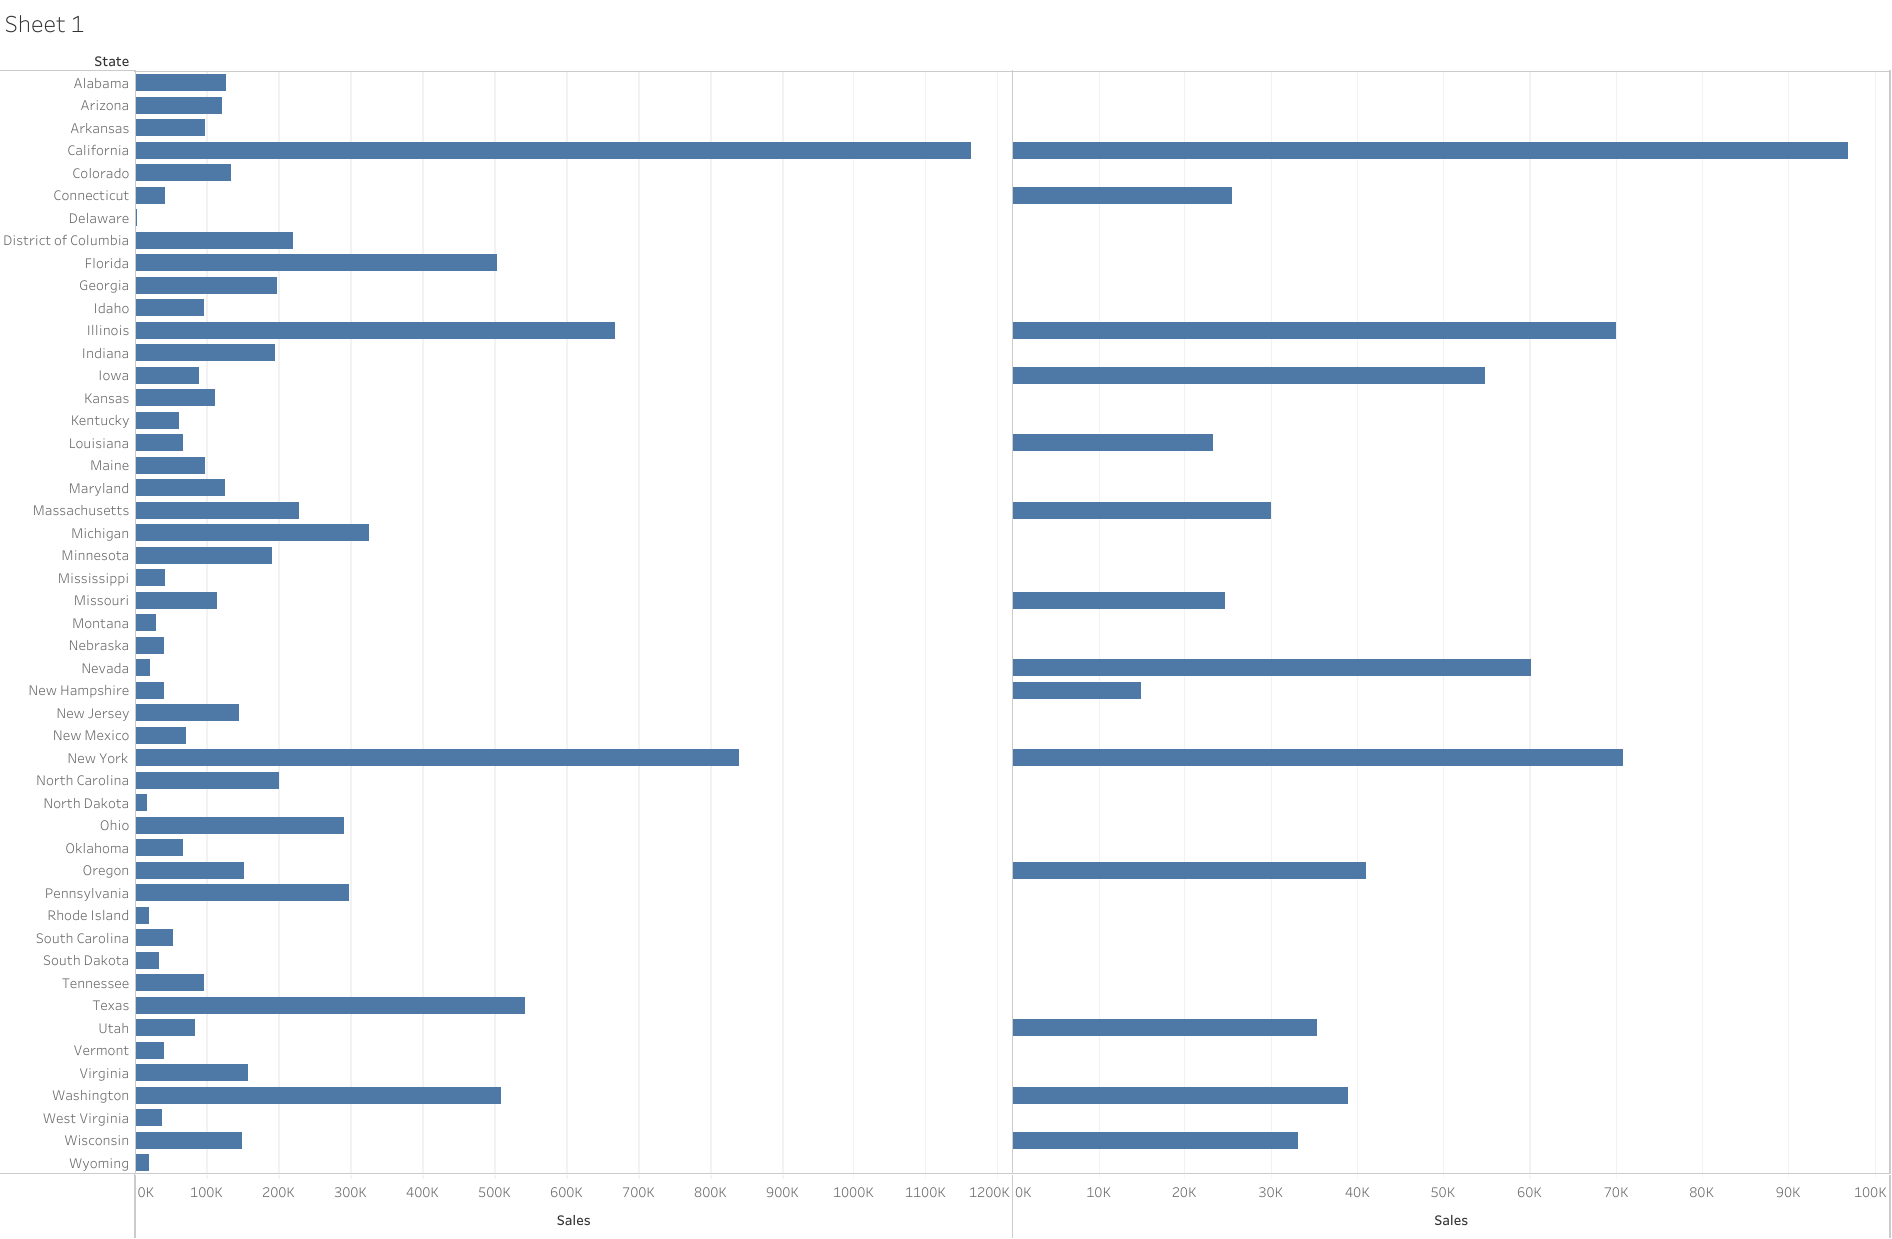 Sheet 1
State
Alabama
Arizona
Arkansas
California
Colorado
Connecticut
Delaware
District of Columbia
Florida
Georgia
Idaho
Illinois
Indiana
Iowa
Kansas
Kentucky
Louisiana
Maine
Maryland
Massachusetts
Michigan
Minnesota
Mississippi
Missouri
Montana
Nebraska
Nevada
New Hampshire
New Jersey
New Mexico
New York
North Carolina
North Dakota
Ohio
Oklahoma
Oregon
Pennsylvania
Rhode Island
South Carolina
South Dakota
Tennessee
Texas
Utah
Vermont
Virginia
Washington
West Virginia
Wisconsin
Wyoming
0K 100K 200K 300K 400K 500K 600K 700K 800K 900K 1000K 1100K 1200K 0K 10K 20K 30K 40K 50K 60K 70K 80K 90K 100K
Sales Sales